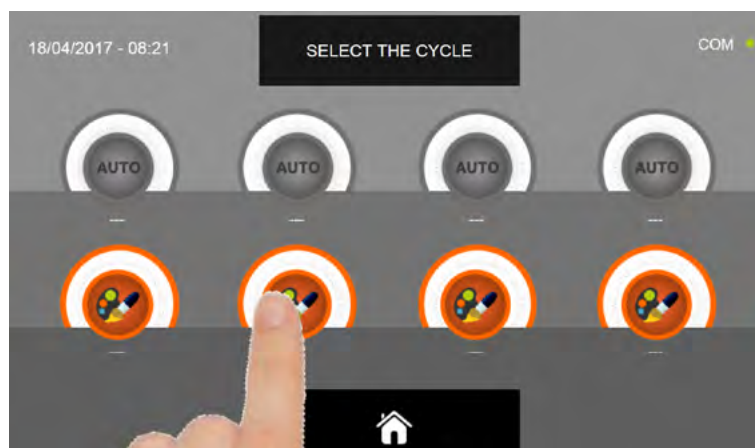 18/04/2017 - 08:21
SELECT THE CYCLE
COM
AUTO AUTO AUTO AUTO
--- --- --- ---
--- --- --- ---